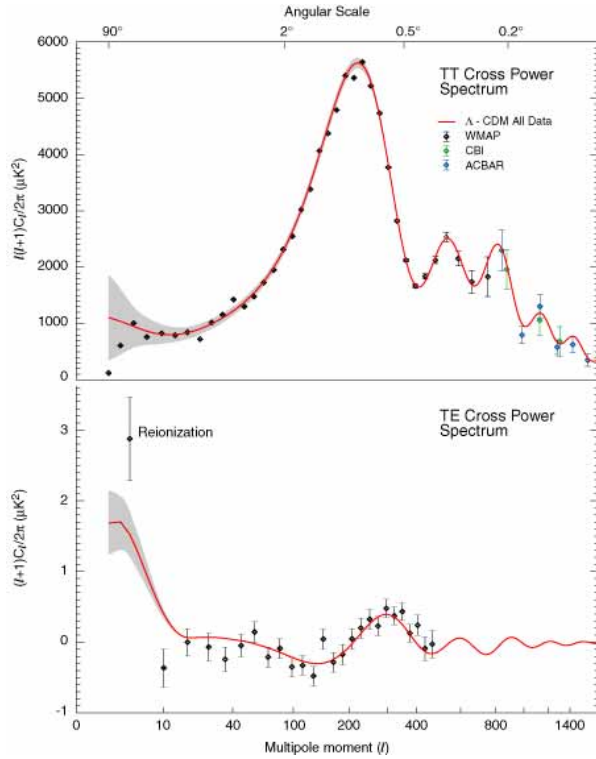 Angular Scale
90° 2° 0.5° 0.2°
6000
TT Cross Power
Spectrum
5000
Λ - CDM All Data
WMAP
CBI
ACBAR
4000
3000
2000
1000
0
l(l+1)Cₗ/2π (μK²)
TE Cross Power
Spectrum
Reionization
3
2
1
0
-1
(l+1)Cₗ/2π (μK²)
0 10 40 100 200 400 800 1400
Multipole moment (l)